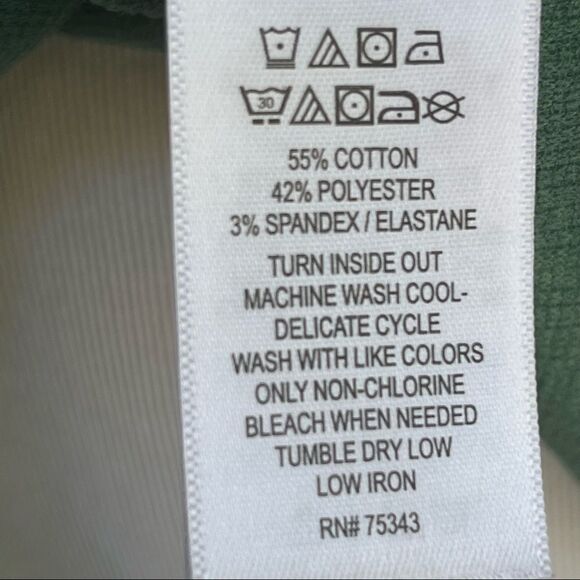 30
55% COTTON
42% POLYESTER
3% SPANDEX / ELASTANE
TURN INSIDE OUT
MACHINE WASH COOL-
DELICATE CYCLE
WASH WITH LIKE COLORS
ONLY NON-CHLORINE
BLEACH WHEN NEEDED
TUMBLE DRY LOW
LOW IRON
RN# 75343